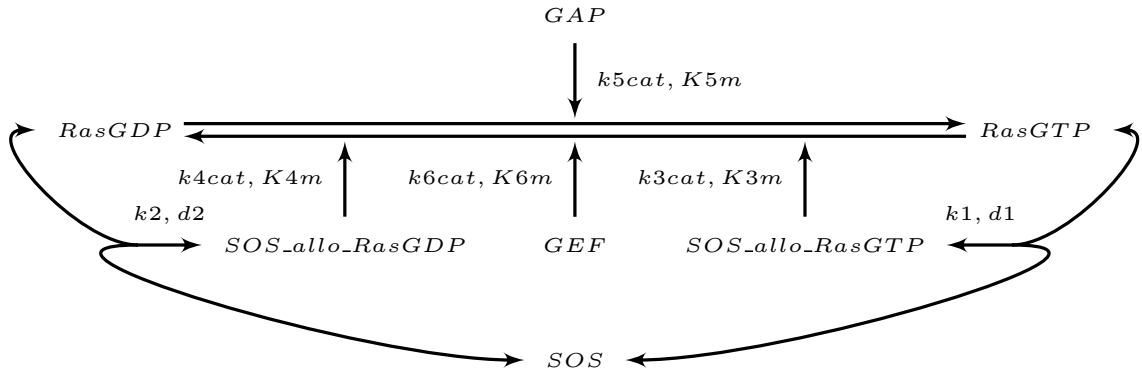 GAP
k5cat, K5m
RasGDP
RasGTP
k4cat, K4m
k6cat, K6m
k3cat, K3m
k2, d2
k1, d1
SOS_allo_RasGDP
GEF
SOS_allo_RasGTP
SOS